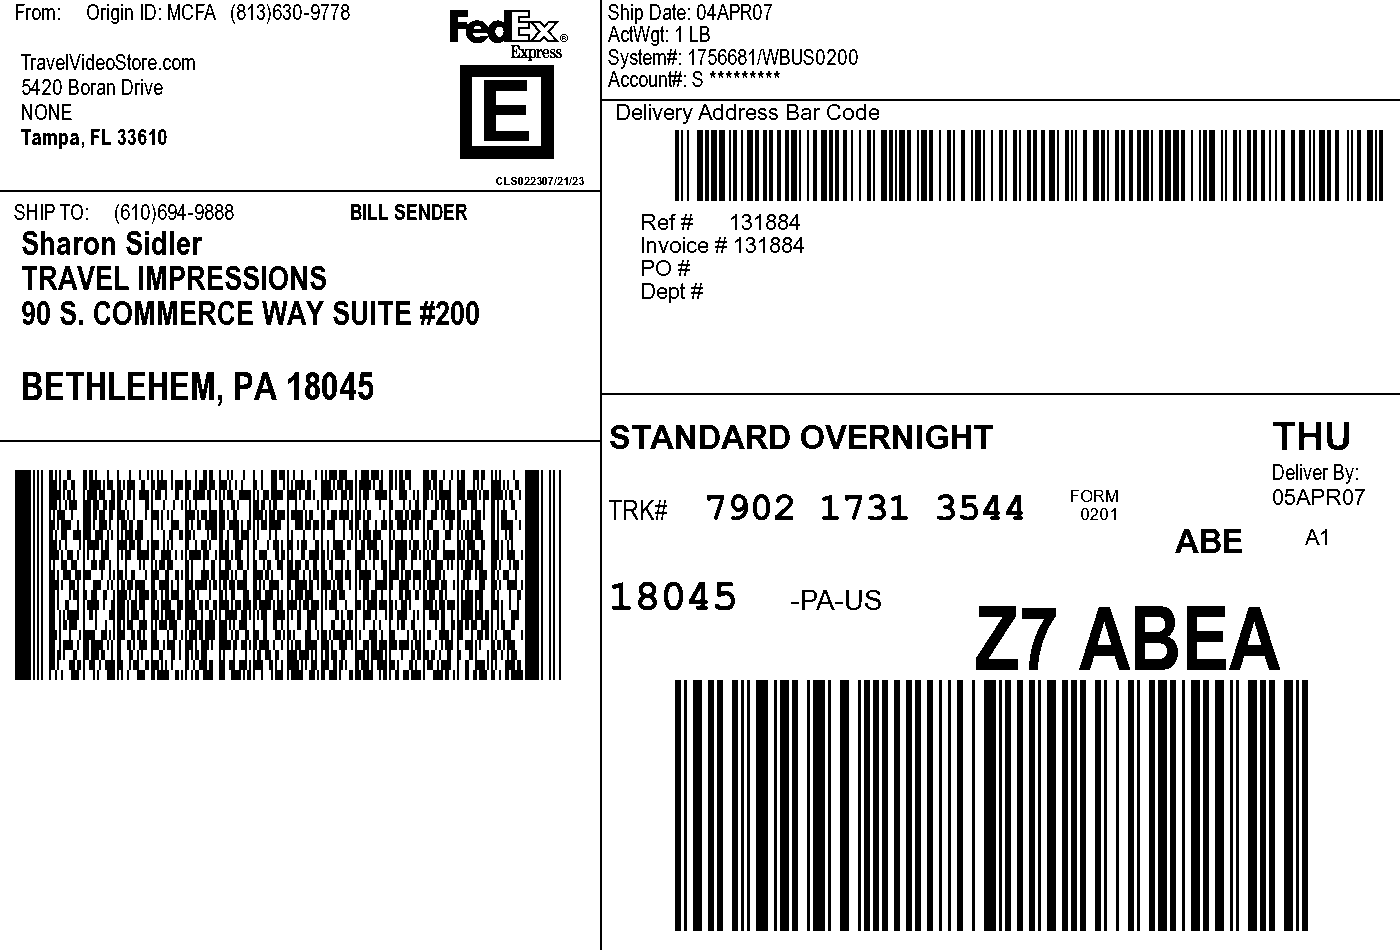 From: Origin ID: MCFA (813)630-9778
TravelVideoStore.com
5420 Boran Drive
NONE
Tampa, FL 33610
FedEx®
Express
E
CLS022307/21/23
SHIP TO: (610)694-9888 BILL SENDER
Sharon Sidler
TRAVEL IMPRESSIONS
90 S. COMMERCE WAY SUITE #200
BETHLEHEM, PA 18045
Ship Date: 04APR07
ActWgt: 1 LB
System#: 1756681/WBUS0200
Account#: S *********
Delivery Address Bar Code
Ref # 131884
Invoice # 131884
PO #
Dept #
STANDARD OVERNIGHT
THU
Deliver By:
05APR07
TRK# 7902 1731 3544
FORM
0201
ABE A1
18045 -PA-US
Z7 ABEA